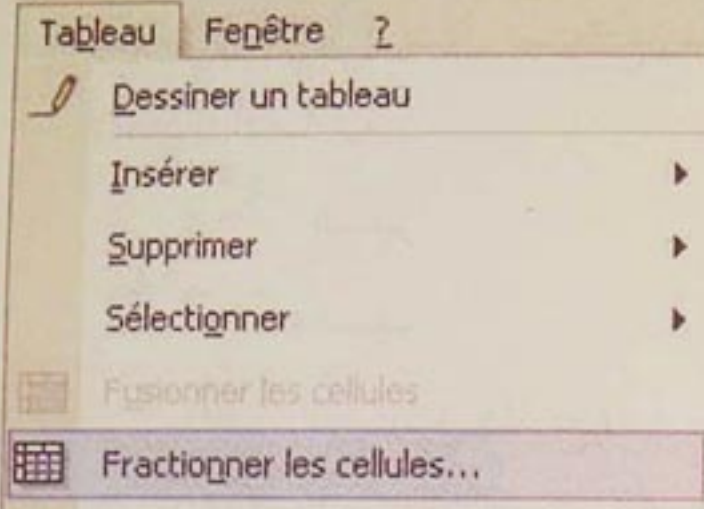 Tableau Fenêtre ?
Dessiner un tableau
Insérer
Supprimer
Sélectionner
Fusionner les cellules
Fractionner les cellules...